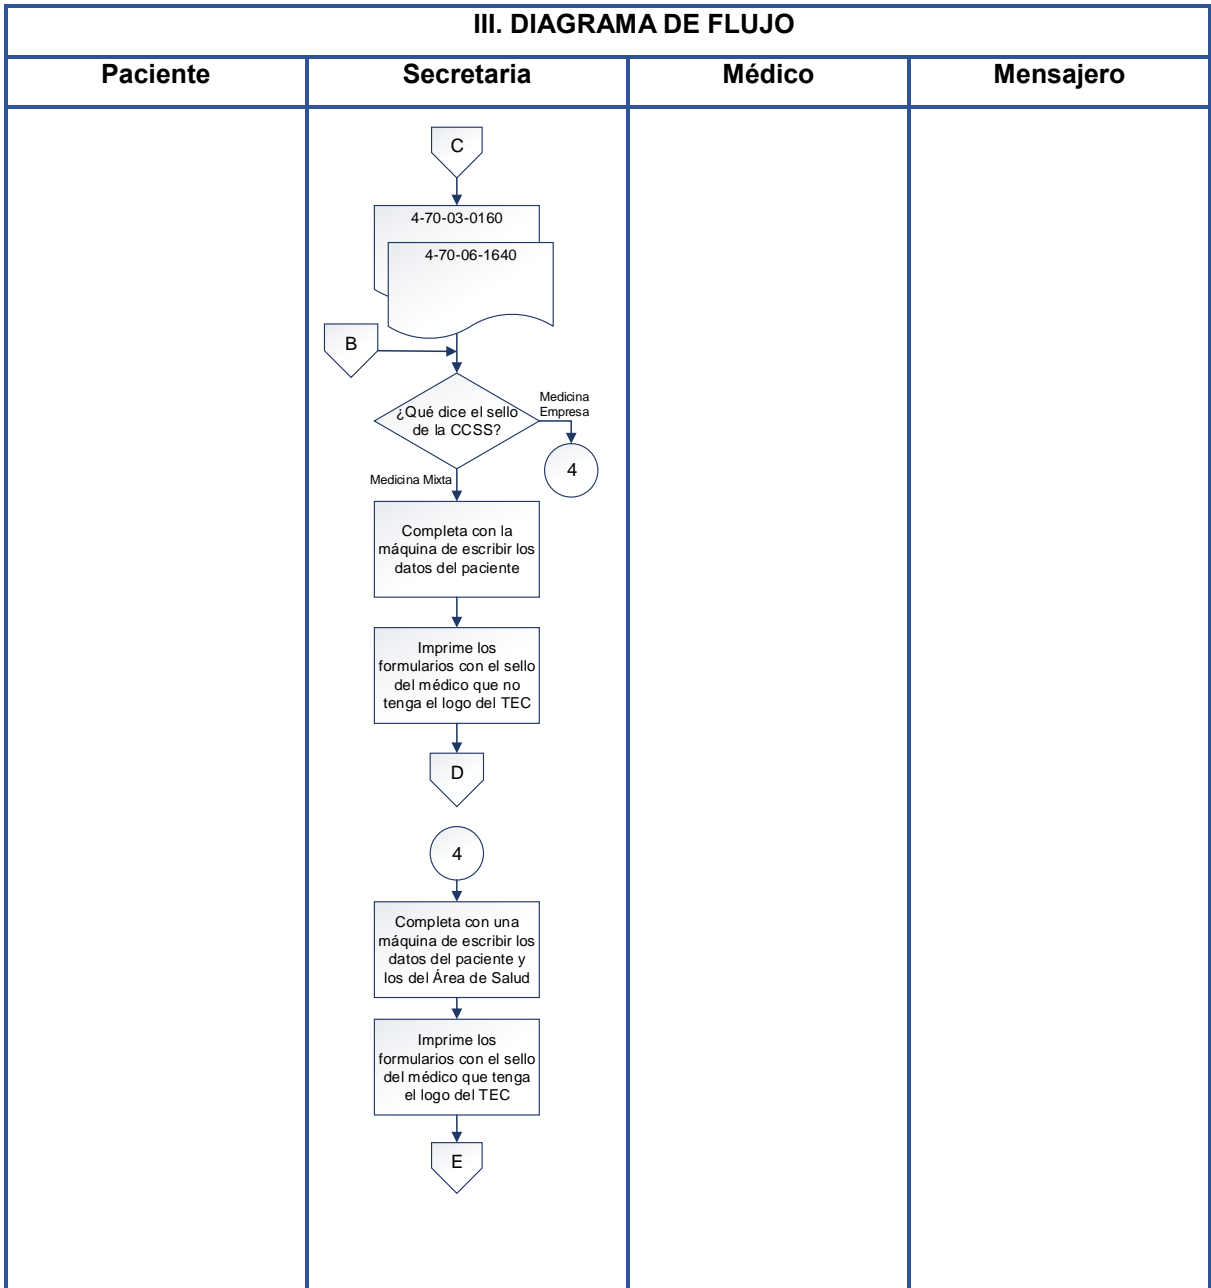 III. DIAGRAMA DE FLUJO
Paciente
Secretaria
Médico
Mensajero
C
4-70-03-0160
4-70-06-1640
B
¿Qué dice el sello
de la CCSS?
Medicina
Empresa
4
Medicina Mixta
Completa con la
máquina de escribir los
datos del paciente
Imprime los
formularios con el sello
del médico que no
tenga el logo del TEC
D
4
Completa con una
máquina de escribir los
datos del paciente y
los del Área de Salud
Imprime los
formularios con el sello
del médico que tenga
el logo del TEC
E